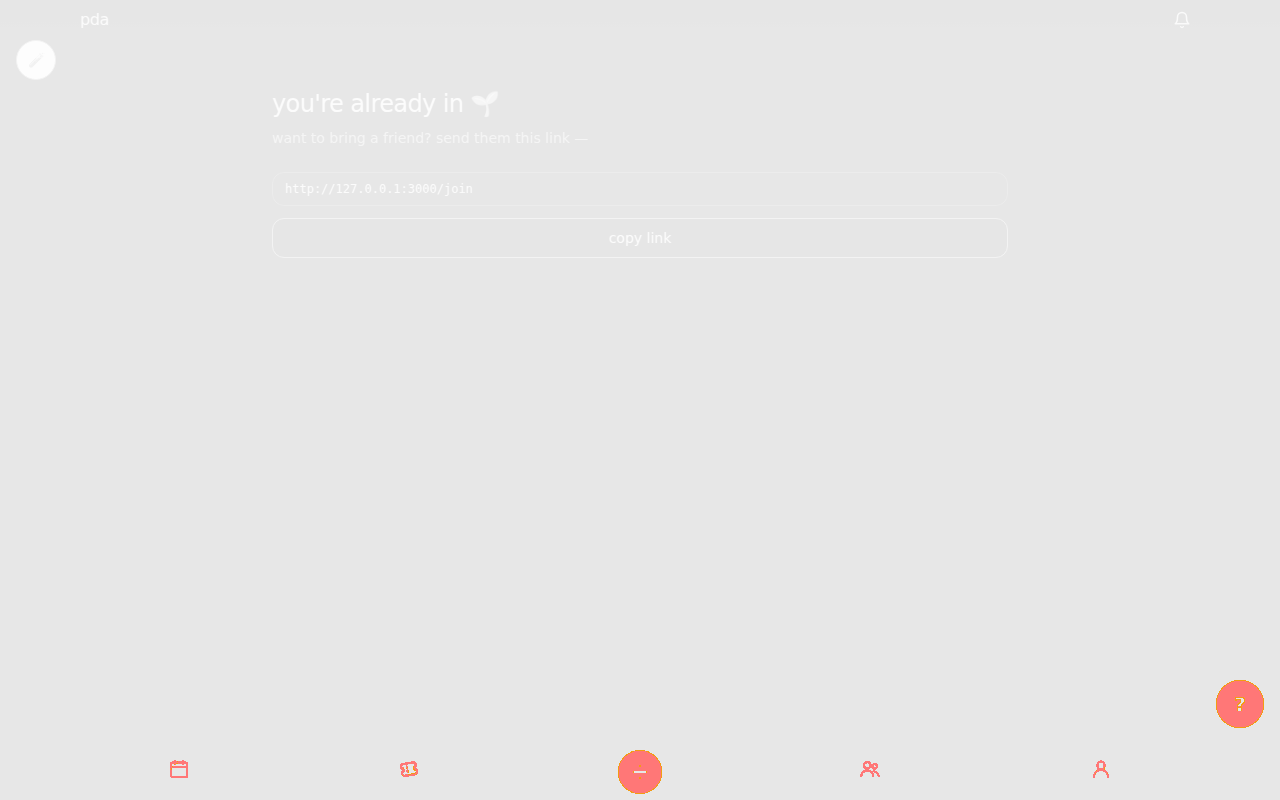 pda
you're already in 🌱
want to bring a friend? send them this link —
http://127.0.0.1:3000/join
copy link
?